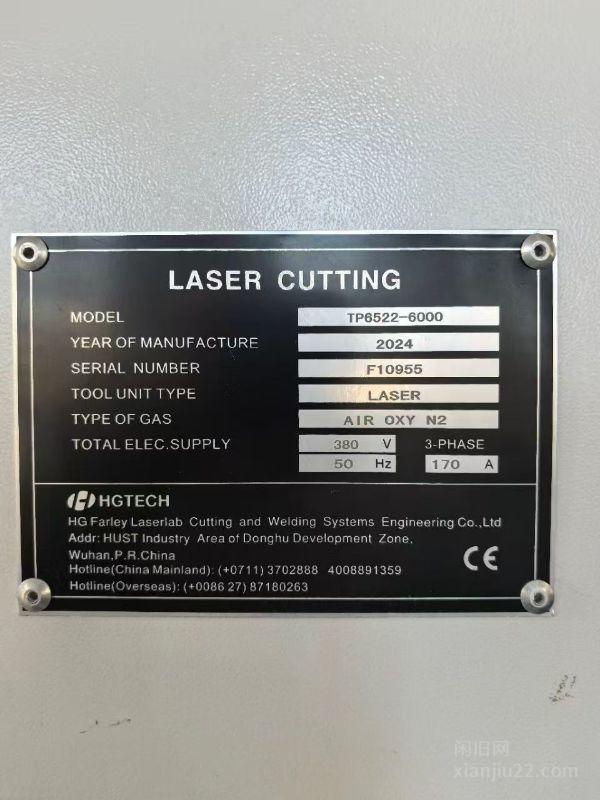 LASER CUTTING
MODEL TP6522-6000
YEAR OF MANUFACTURE 2024
SERIAL NUMBER F10955
TOOL UNIT TYPE LASER
TYPE OF GAS AIR OXY N2
TOTAL ELEC.SUPPLY 380 V 3-PHASE
50 Hz 170 A
HGTECH
HG Farley Laserlab Cutting and Welding Systems Engineering Co.,Ltd
Addr: HUST Industry Area of Donghu Development Zone,
Wuhan,P.R.China
Hotline(China Mainland): (+0711) 3702888 4008891359
Hotline(Overseas): (+0086 27) 87180263
CE
闲旧网
xianjiu22.com